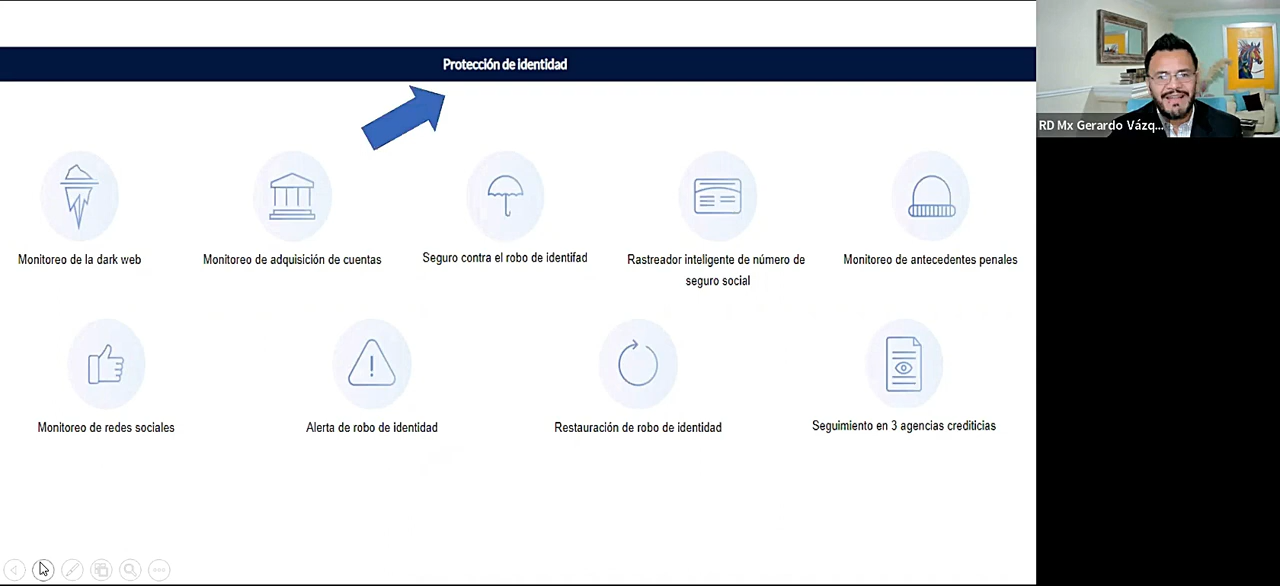 Protección de identidad
RD Mx Gerardo Vázq...
Monitoreo de la dark web
Monitoreo de adquisición de cuentas
Seguro contra el robo de identifad
Rastreador inteligente de número de
seguro social
Monitoreo de antecedentes penales
Monitoreo de redes sociales
Alerta de robo de identidad
Restauración de robo de identidad
Seguimiento en 3 agencias crediticias